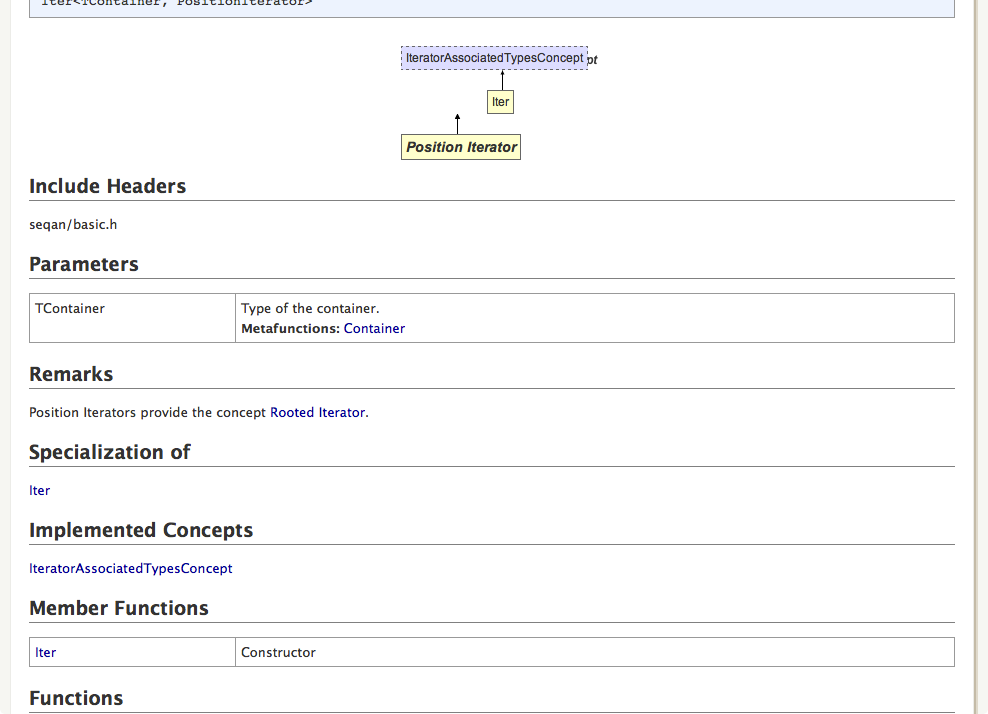 Iter<TContainer, PositionIterator>
IteratorAssociatedTypesConcept
pt
Iter
Position Iterator
Include Headers
seqan/basic.h
Parameters
TContainer
Type of the container.
Metafunctions: Container
Remarks
Position Iterators provide the concept Rooted Iterator.
Specialization of
Iter
Implemented Concepts
IteratorAssociatedTypesConcept
Member Functions
Iter
Constructor
Functions